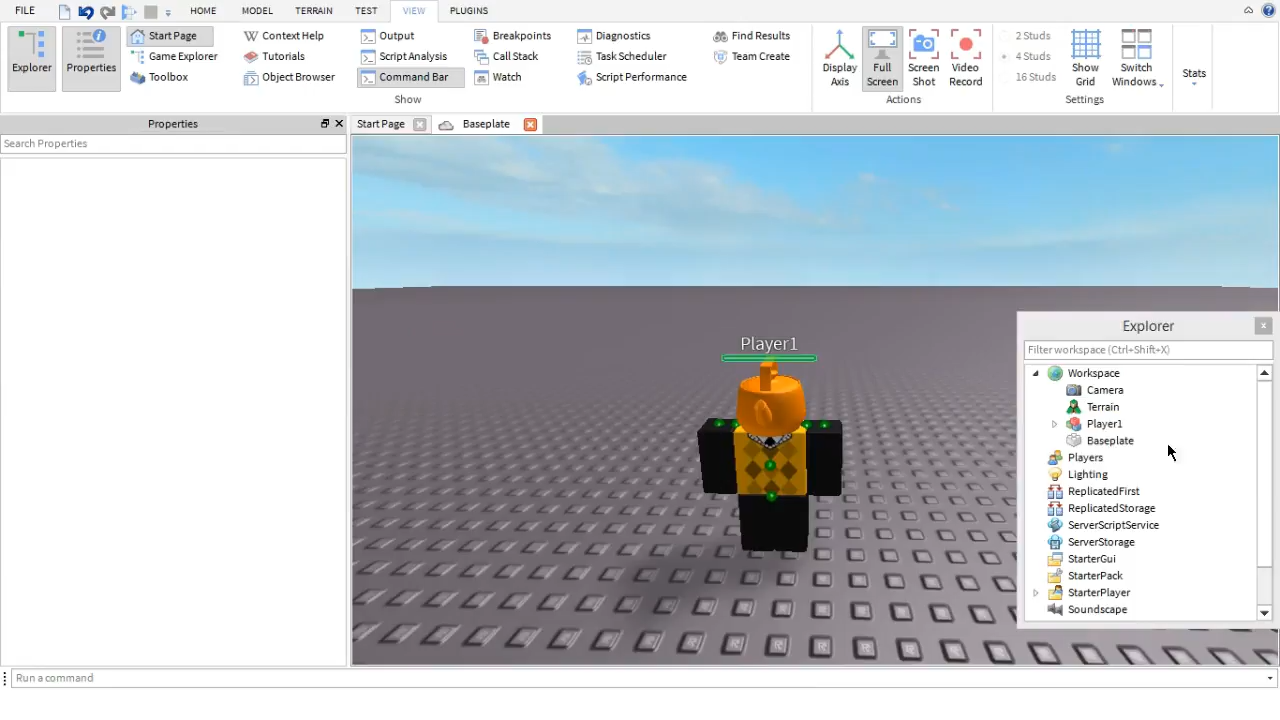 FILE HOME MODEL TERRAIN TEST VIEW PLUGINS
Explorer
Properties
Start Page
Game Explorer
Toolbox
Context Help
Tutorials
Object Browser
Output
Script Analysis
Command Bar
Breakpoints
Call Stack
Watch
Diagnostics
Task Scheduler
Script Performance
Find Results
Team Create
Show
Display
Axis
Full
Screen
Screen
Shot
Video
Record
Actions
2 Studs
4 Studs
16 Studs
Show
Grid
Switch
Windows
Settings
Stats
Properties
Search Properties
Start Page
Baseplate
Player1
Explorer
Filter workspace (Ctrl+Shift+X)
Workspace
Camera
Terrain
Player1
Baseplate
Players
Lighting
ReplicatedFirst
ReplicatedStorage
ServerScriptService
ServerStorage
StarterGui
StarterPack
StarterPlayer
Soundscape
Run a command